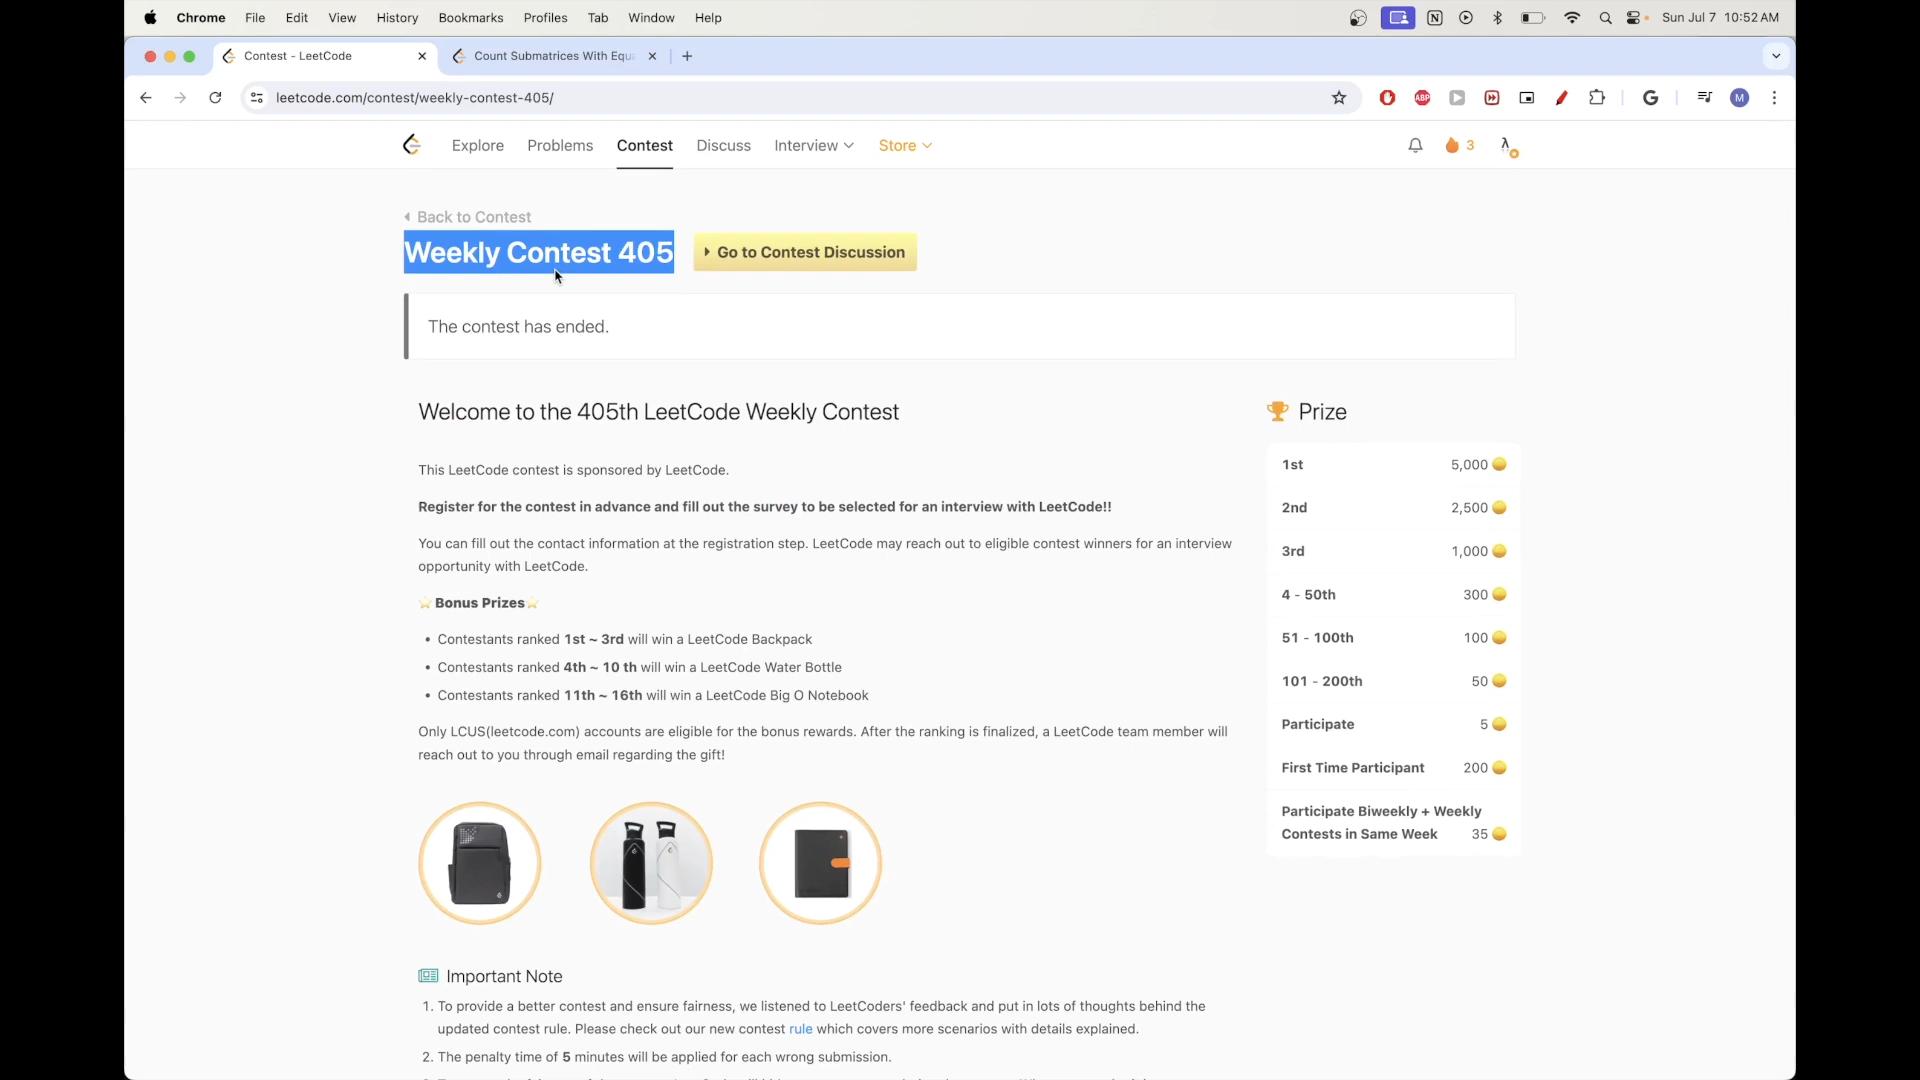 Chrome File Edit View History Bookmarks Profiles Tab Window Help Sun Jul 7 10:52 AM
Contest - LeetCode Count Submatrices With Equa
leetcode.com/contest/weekly-contest-405/ ABP G M
Explore Problems Contest Discuss Interview Store 3
Back to Contest
Weekly Contest 405 Go to Contest Discussion
The contest has ended.
Welcome to the 405th LeetCode Weekly Contest
This LeetCode contest is sponsored by LeetCode.
Register for the contest in advance and fill out the survey to be selected for an interview with LeetCode!!
You can fill out the contact information at the registration step. LeetCode may reach out to eligible contest winners for an interview
opportunity with LeetCode.
⭐Bonus Prizes⭐
• Contestants ranked 1st ~ 3rd will win a LeetCode Backpack
• Contestants ranked 4th ~ 10 th will win a LeetCode Water Bottle
• Contestants ranked 11th ~ 16th will win a LeetCode Big O Notebook
Only LCUS(leetcode.com) accounts are eligible for the bonus rewards. After the ranking is finalized, a LeetCode team member will
reach out to you through email regarding the gift!
Important Note
1. To provide a better contest and ensure fairness, we listened to LeetCoders' feedback and put in lots of thoughts behind the
updated contest rule. Please check out our new contest rule which covers more scenarios with details explained.
2. The penalty time of 5 minutes will be applied for each wrong submission.
Prize
1st 5,000
2nd 2,500
3rd 1,000
4 - 50th 300
51 - 100th 100
101 - 200th 50
Participate 5
First Time Participant 200
Participate Biweekly + Weekly
Contests in Same Week 35